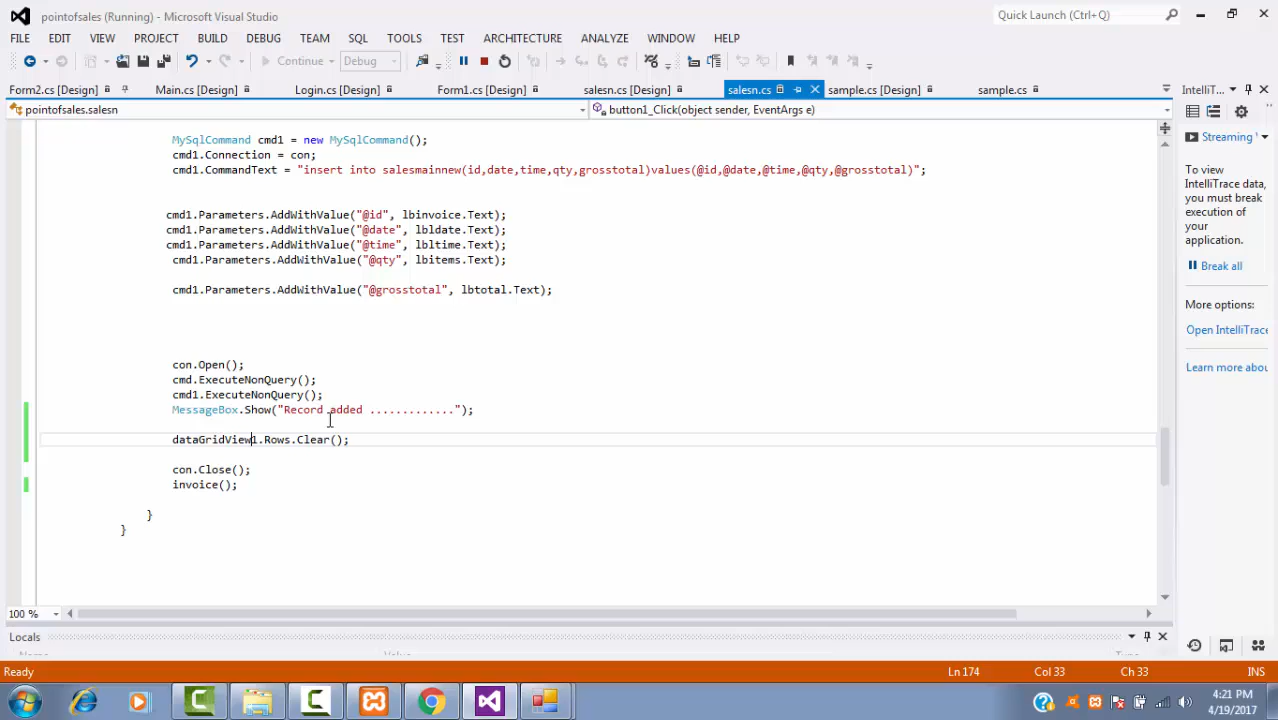 pointofsales (Running) - Microsoft Visual Studio
Quick Launch (Ctrl+Q)
FILE EDIT VIEW PROJECT BUILD DEBUG TEAM SQL TOOLS TEST ARCHITECTURE ANALYZE WINDOW HELP
Continue Debug
Form2.cs [Design] Main.cs [Design] Login.cs [Design] Form1.cs [Design] salesn.cs [Design] salesn.cs sample.cs [Design] sample.cs IntelliT...
pointofsales.salesn button1_Click(object sender, EventArgs e)
MySqlCommand cmd1 = new MySqlCommand();
cmd1.Connection = con;
cmd1.CommandText = "insert into salesmainnew(id,date,time,qty,grosstotal)values(@id,@date,@time,@qty,@grosstotal)";
cmd1.Parameters.AddWithValue("@id", lbinvoice.Text);
cmd1.Parameters.AddWithValue("@date", lbldate.Text);
cmd1.Parameters.AddWithValue("@time", lbltime.Text);
cmd1.Parameters.AddWithValue("@qty", lbitems.Text);
cmd1.Parameters.AddWithValue("@grosstotal", lbtotal.Text);
con.Open();
cmd.ExecuteNonQuery();
cmd1.ExecuteNonQuery();
MessageBox.Show("Record added .............");
dataGridView1.Rows.Clear();
con.Close();
invoice();
}
}
Streaming
To view
IntelliTrace data,
you must break
execution of
your
application.
Break all
More options:
Open IntelliTrace
Learn more abou
100 %
Locals
Name Value Type
Ready Ln 174 Col 33 Ch 33 INS
4:21 PM
4/19/2017